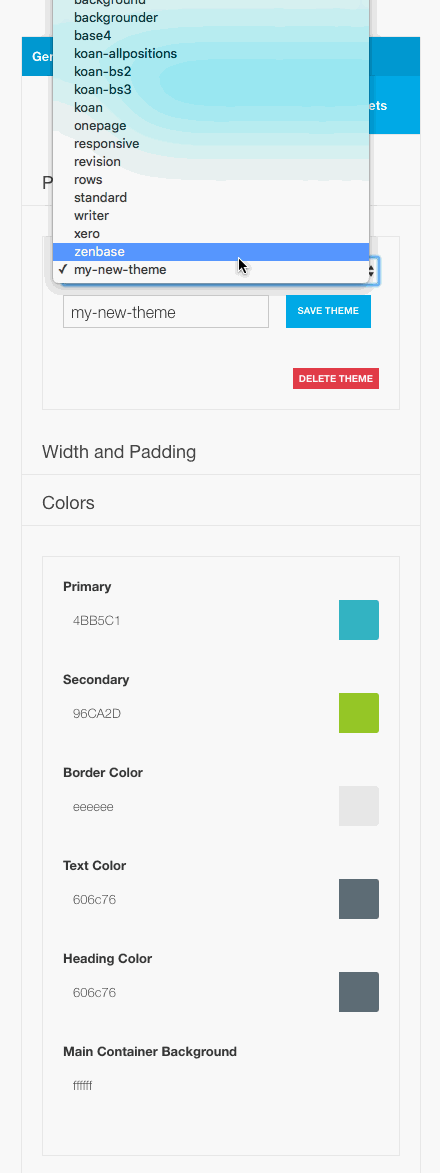 background
backgrounder
base4
koan-allpositions
koan-bs2
koan-bs3
koan
onepage
responsive
revision
rows
standard
writer
xero
zenbase
✓ my-new-theme
my-new-theme
SAVE THEME
DELETE THEME
Width and Padding
Colors
Primary
4BB5C1
Secondary
96CA2D
Border Color
eeeeee
Text Color
606c76
Heading Color
606c76
Main Container Background
ffffff